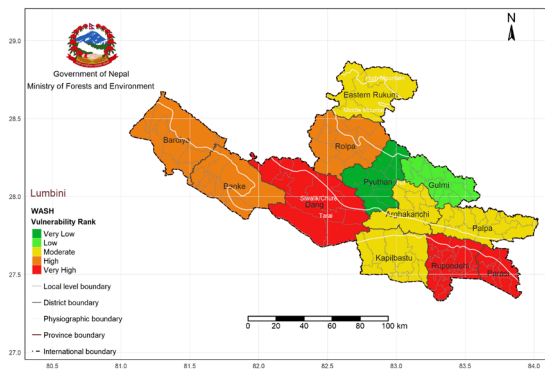 N
29.0
Government of Nepal
Ministry of Forests and Environment
Eastern Rukum
28.5
Rolpa
Bardiya
Pyuthan
Gulmi
Banke
28.0
Lumbini
Siwalik/Churia
Dang
Tarai
Arghakanchi
WASH
Vulnerability Rank
Palpa
Very Low
Low
Moderate
High
Very High
Kapilbastu
Rupandehi
Parasi
27.5
Local level boundary
District boundary
Physiographic boundary
0 20 40 60 80 100 km
Province boundary
International boundary
27.0
80.5 81.0 81.5 82.0 82.5 83.0 83.5 84.0